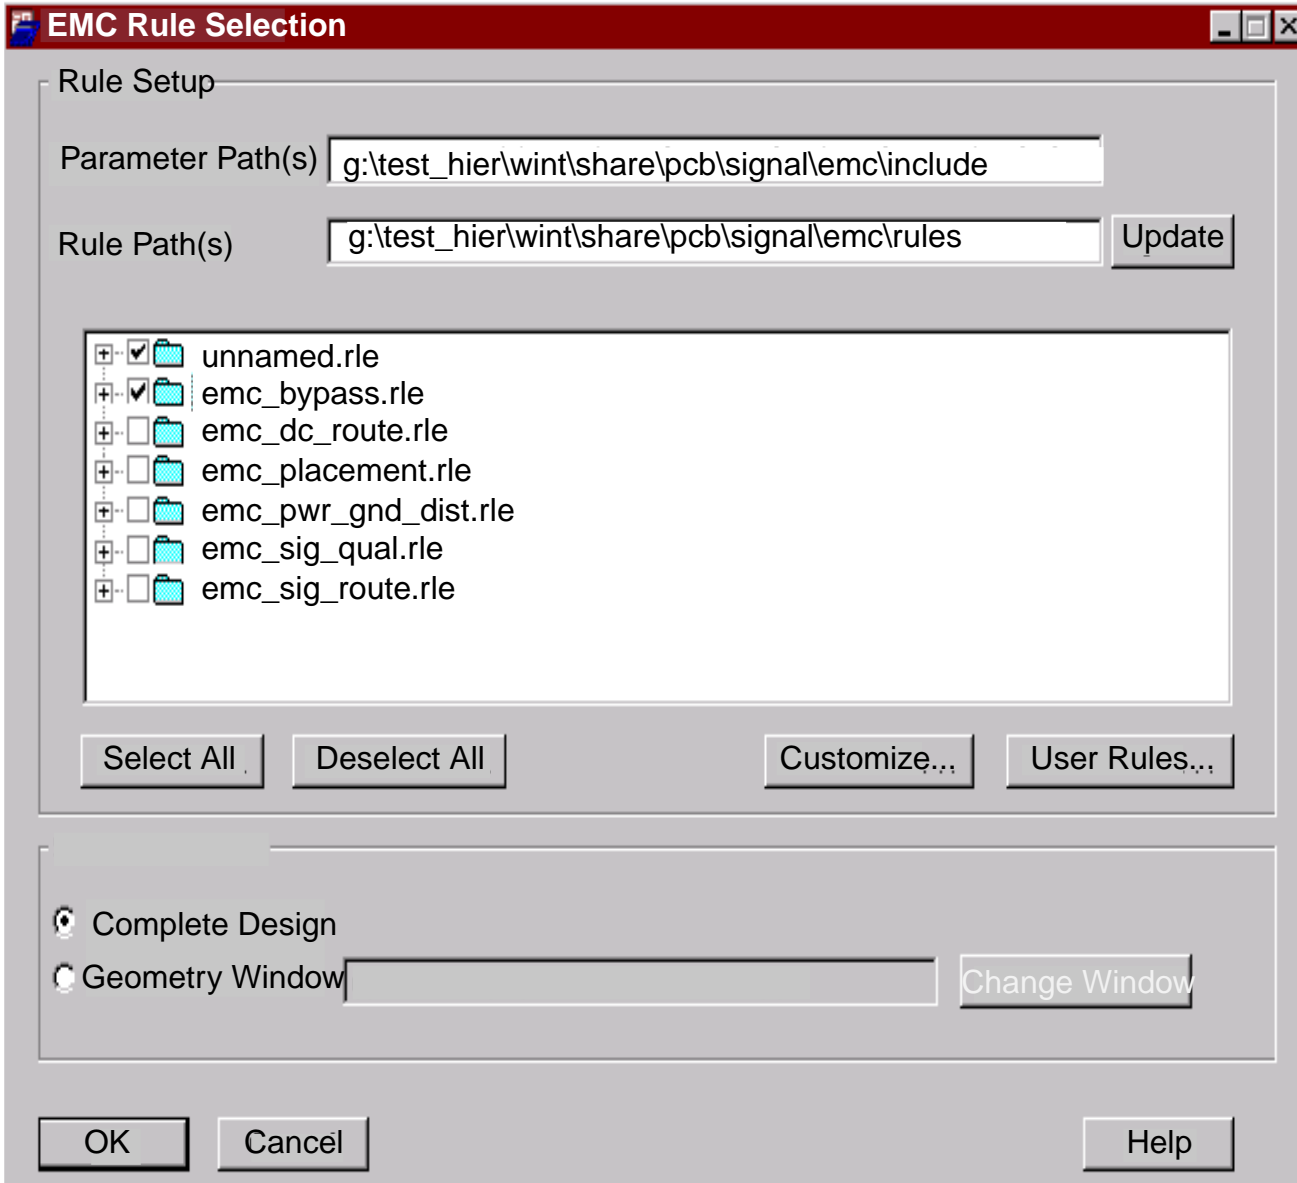 EMC Rule Selection
Rule Setup
Parameter Path(s) g:\test_hier\wint\share\pcb\signal\emc\include
Rule Path(s) g:\test_hier\wint\share\pcb\signal\emc\rules Update
unnamed.rle
emc_bypass.rle
emc_dc_route.rle
emc_placement.rle
emc_pwr_gnd_dist.rle
emc_sig_qual.rle
emc_sig_route.rle
Select All Deselect All Customize... User Rules...
Complete Design
Geometry Window Change Window
OK Cancel Help